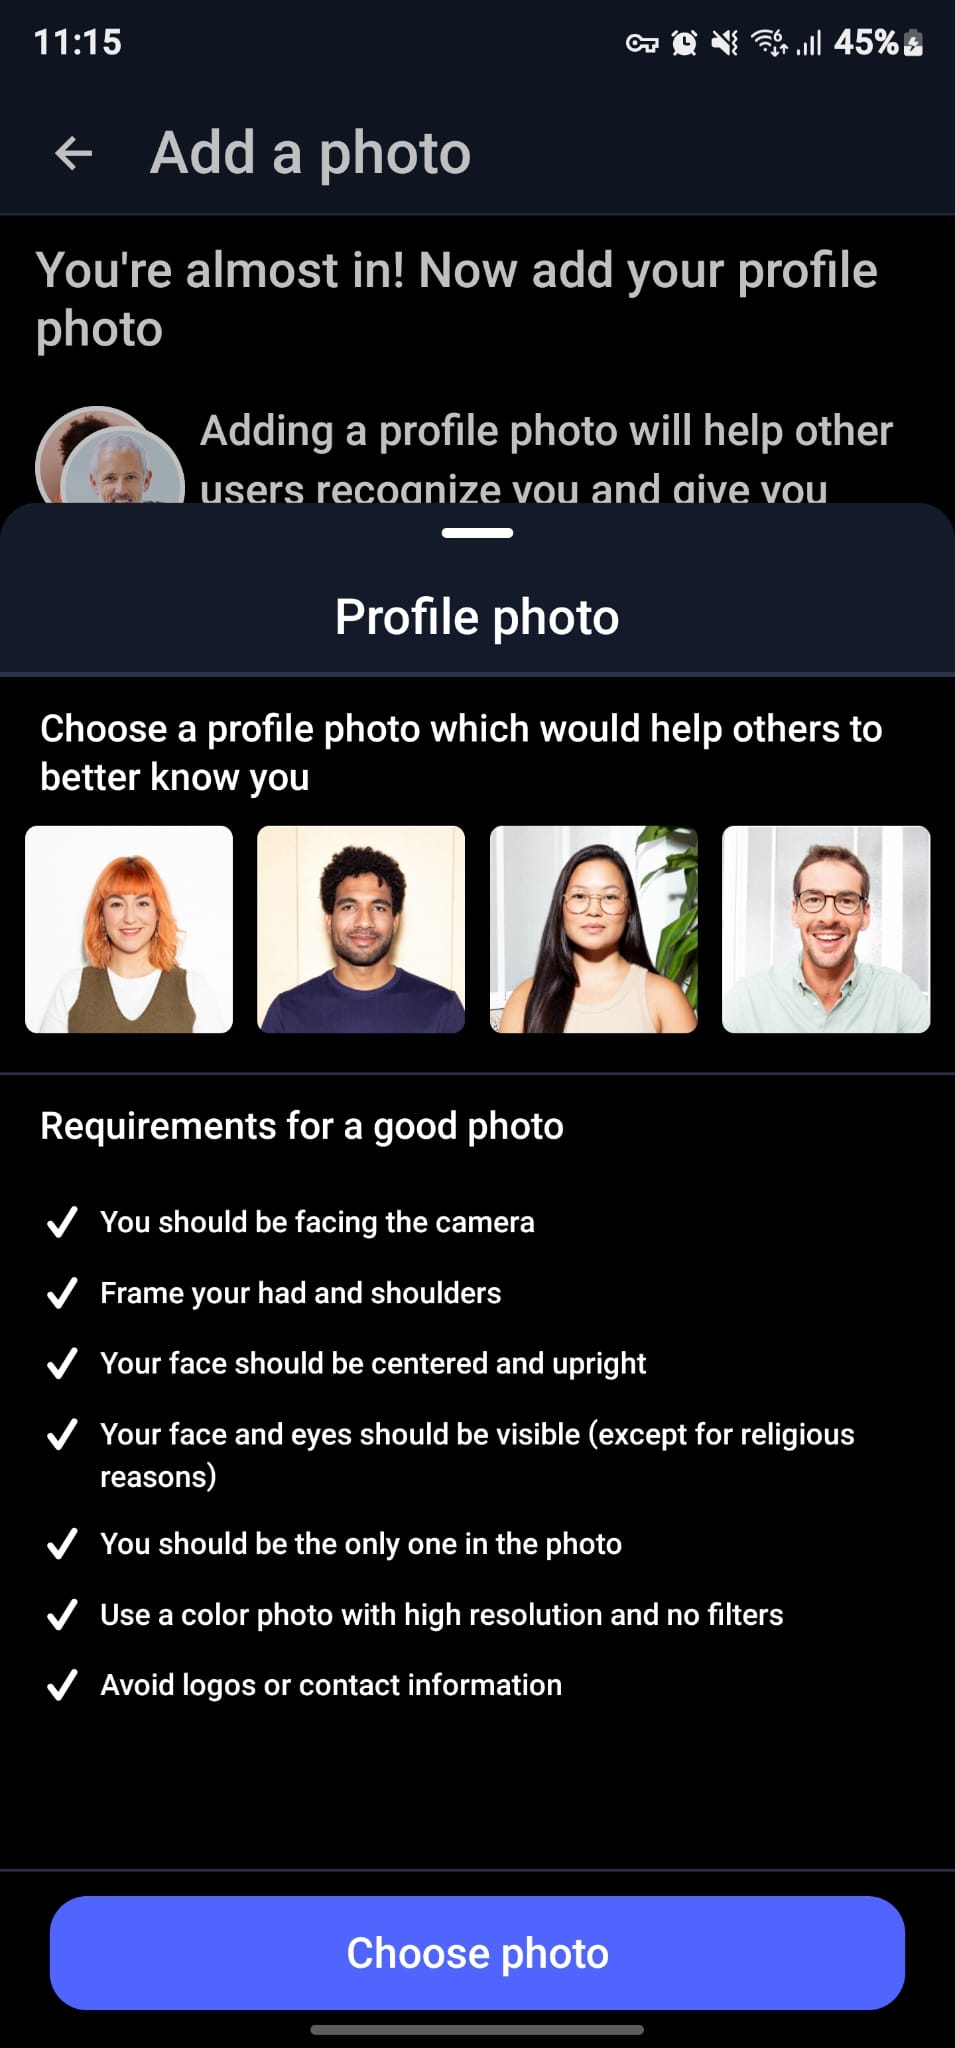 11:15
45%
Add a photo
You're almost in! Now add your profile
photo
Adding a profile photo will help other
users recognize you and give you
Profile photo
Choose a profile photo which would help others to
better know you
Requirements for a good photo
You should be facing the camera
Frame your had and shoulders
Your face should be centered and upright
Your face and eyes should be visible (except for religious
reasons)
You should be the only one in the photo
Use a color photo with high resolution and no filters
Avoid logos or contact information
Choose photo